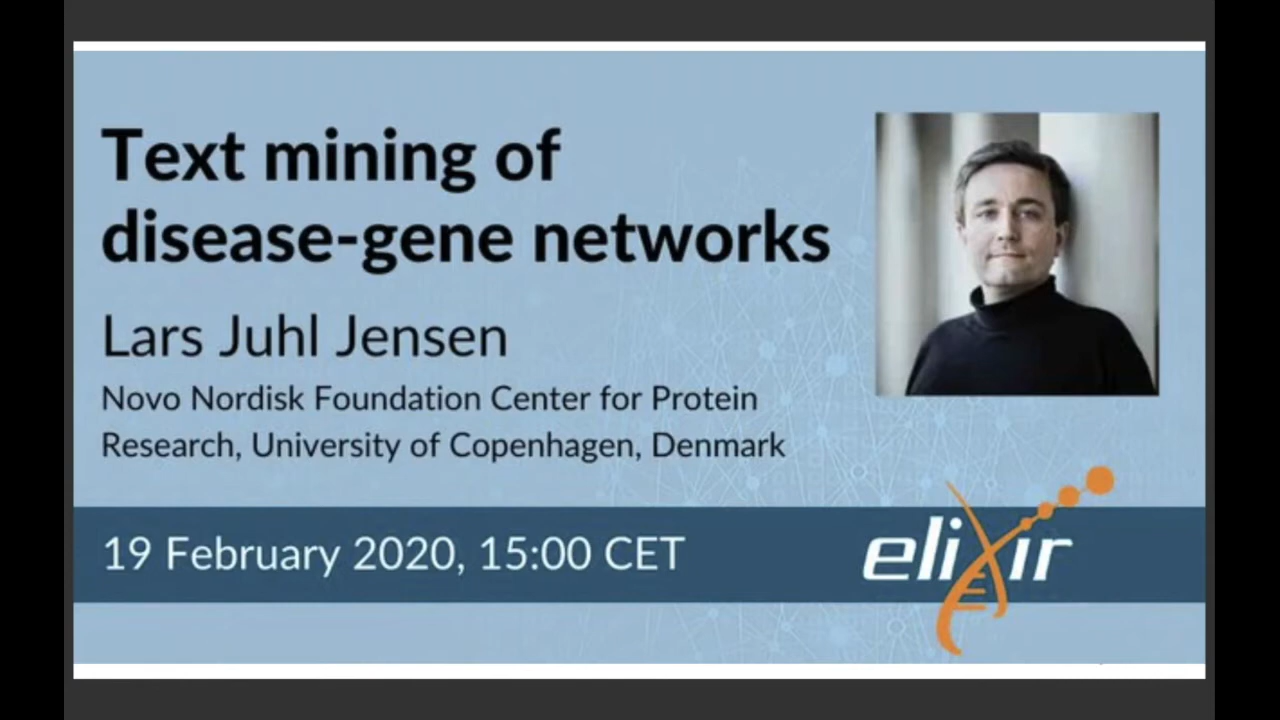 Text mining of
disease-gene networks
Lars Juhl Jensen
Novo Nordisk Foundation Center for Protein
Research, University of Copenhagen, Denmark
19 February 2020, 15:00 CET
elixir